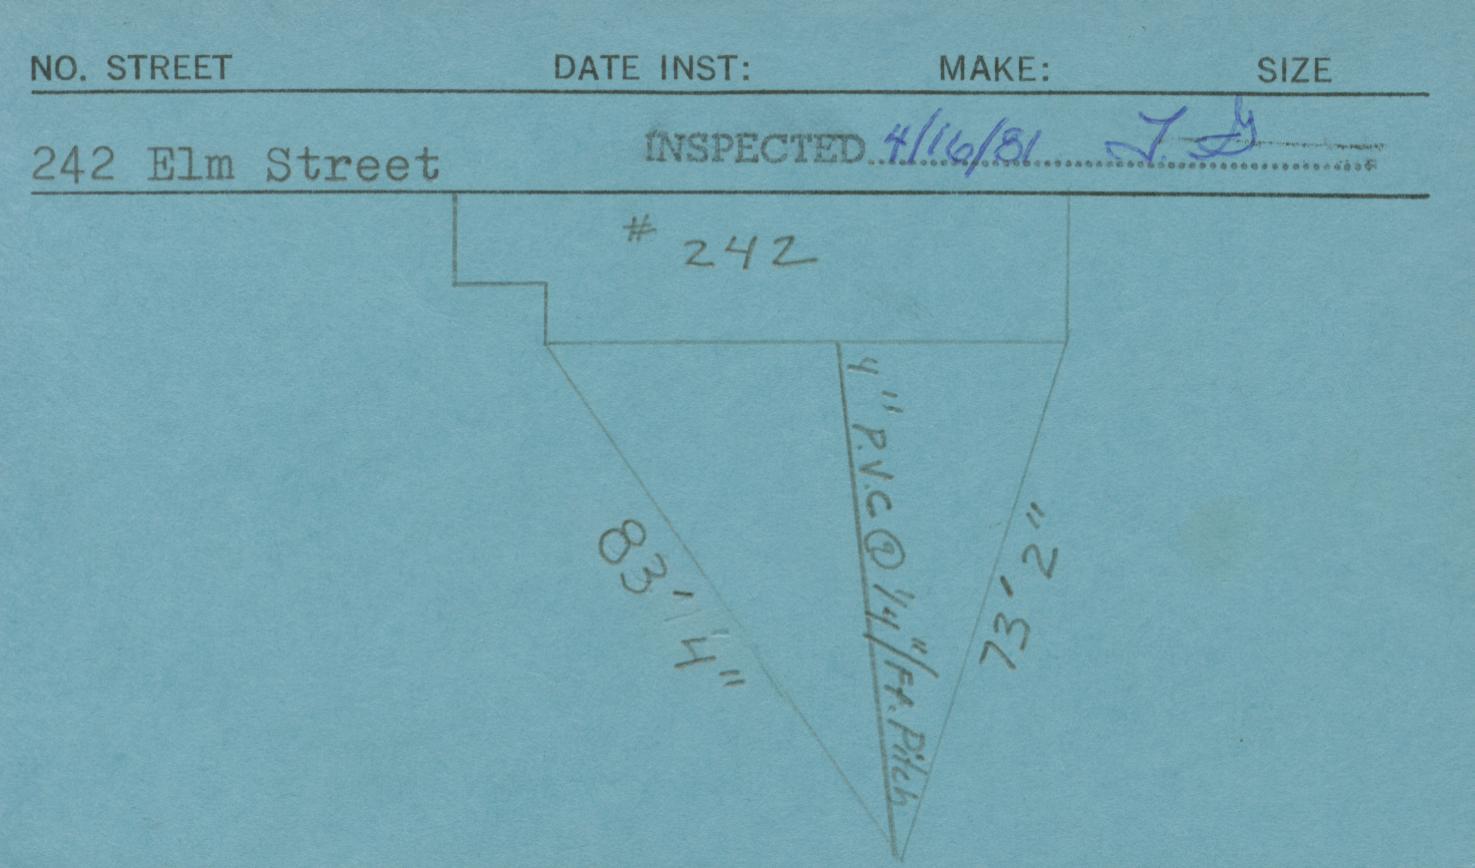 NO. STREET DATE INST: MAKE: SIZE
242 Elm Street INSPECTED 4/16/81 J. G
# 242
4" P.V.C @ 1/4"/Ft. Pitch
83' 4"
73' 2"